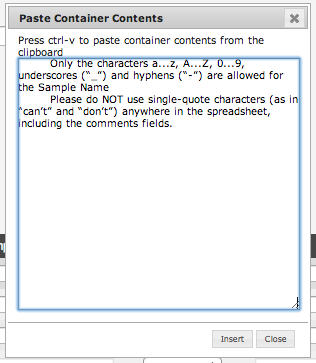 Paste Container Contents
Press ctrl-v to paste container contents from the
clipboard
Only the characters a...z, A...Z, 0...9,
underscores (“_”) and hyphens (“-”) are allowed for
the Sample Name
Please do NOT use single-quote characters (as in
“can’t” and “don’t”) anywhere in the spreadsheet,
including the comments fields.
Insert Close